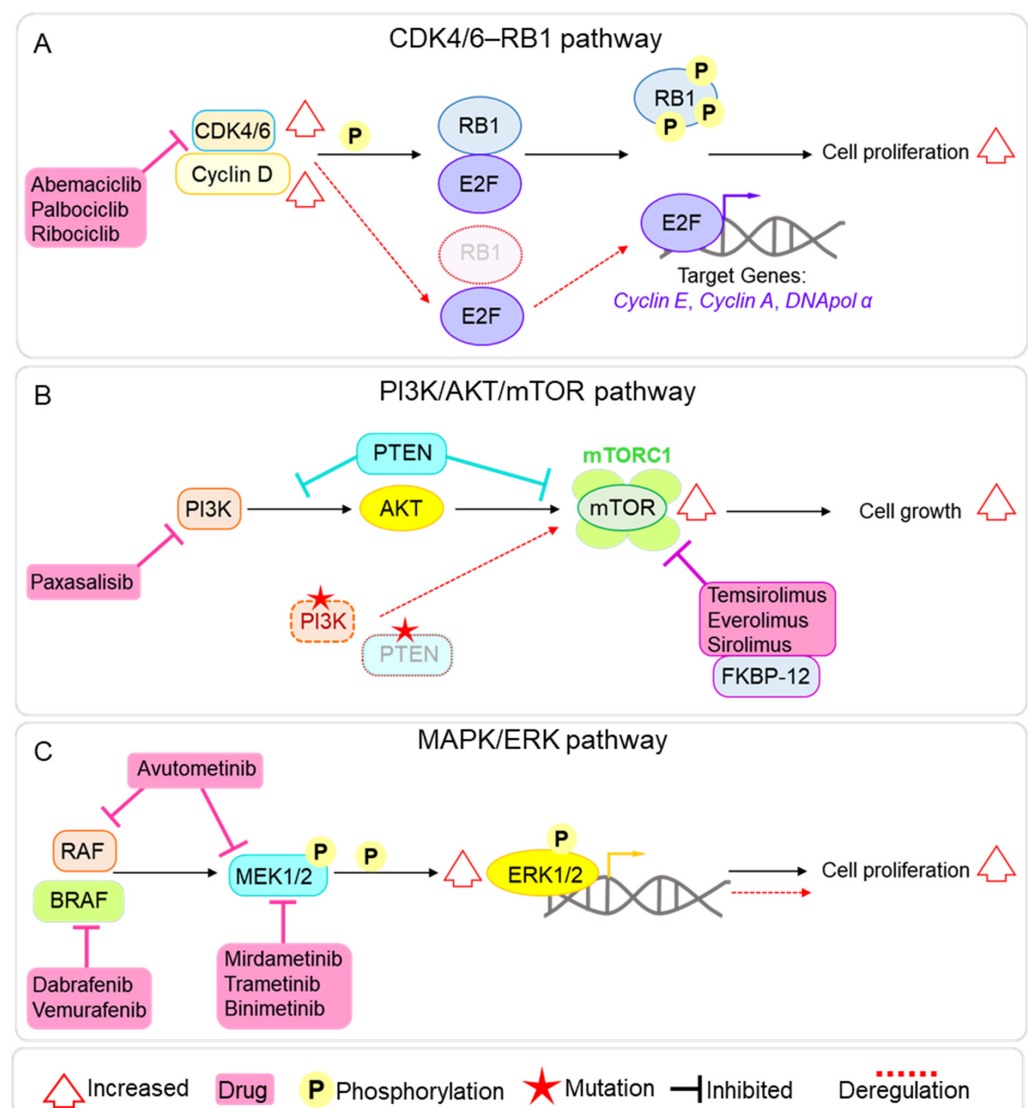 A
CDK4/6–RB1 pathway
CDK4/6
Cyclin D
Abemaciclib
Palbociclib
Ribociclib
P
RB1
E2F
RB1
E2F
RB1
P
P
P
Cell proliferation
E2F
Target Genes:
Cyclin E, Cyclin A, DNApol α
B
PI3K/AKT/mTOR pathway
PTEN
PI3K
AKT
mTORC1
mTOR
Cell growth
Paxasalisib
PI3K
PTEN
Temsirolimus
Everolimus
Sirolimus
FKBP-12
C
MAPK/ERK pathway
Avutometinib
RAF
BRAF
MEK1/2
P
P
ERK1/2
P
Cell proliferation
Dabrafenib
Vemurafenib
Mirdametinib
Trametinib
Binimetinib
Increased
Drug
P
Phosphorylation
Mutation
Inhibited
Deregulation